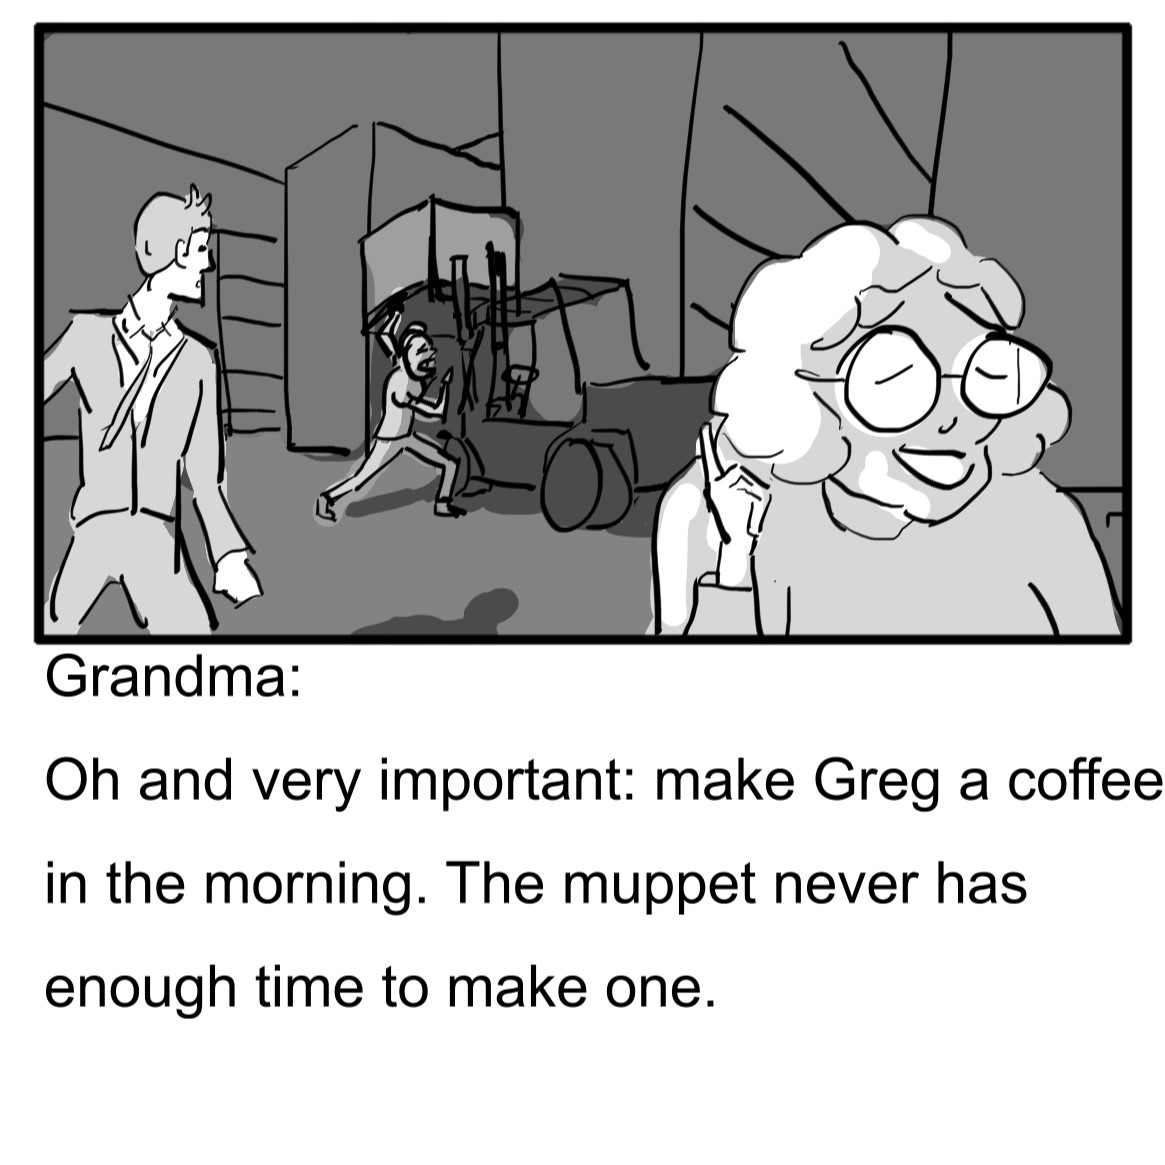 Grandma:
Oh and very important: make Greg a coffee
in the morning. The muppet never has
enough time to make one.